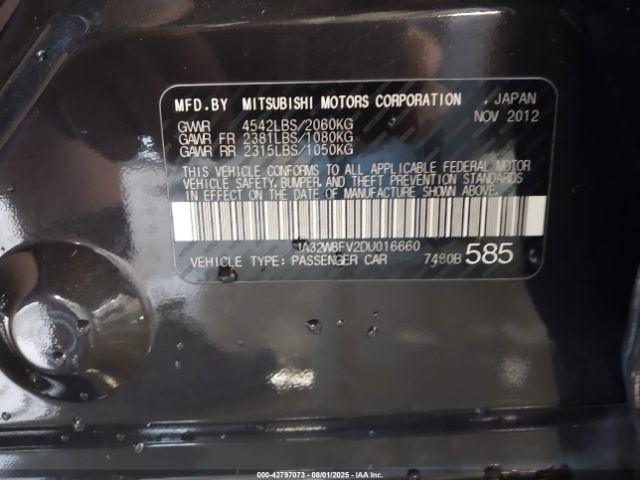 MFD.BY MITSUBISHI MOTORS CORPORATION , JAPAN
GVWR 4542LBS/2060KG NOV 2012
GAWR FR 2381LBS/1080KG
GAWR RR 2315LBS/1050KG
THIS VEHICLE CONFORMS TO ALL APPLICABLE FEDERAL MOTOR
VEHICLE SAFETY, BUMPER, AND THEFT PREVENTION STANDARDS
IN EFFECT ON THE DATE OF MANUFACTURE SHOWN ABOVE.
JA32W8FV2DU016660
VEHICLE TYPE: PASSENGER CAR 7480B 585
000-42797073 - 08/01/2025 - IAA Inc.